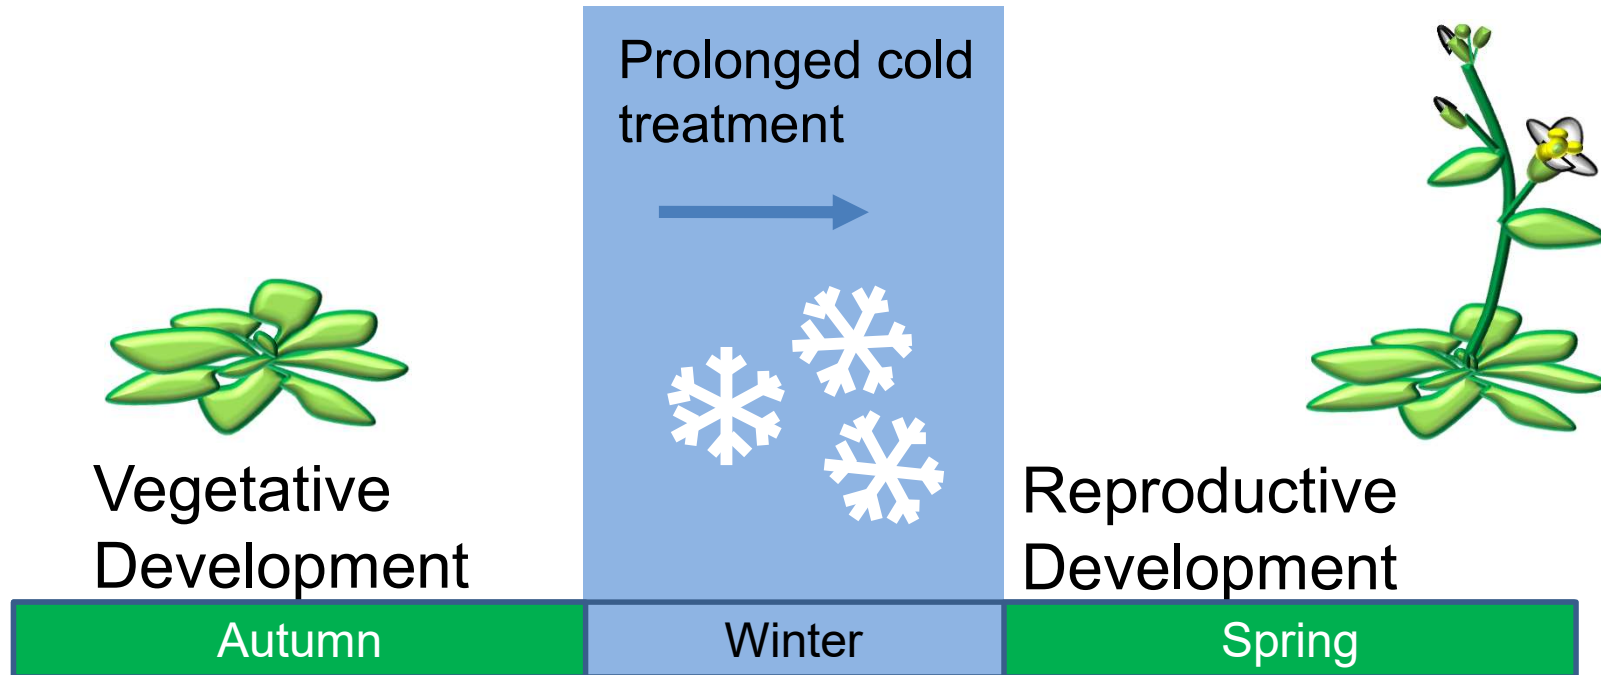 Prolonged cold
treatment
Vegetative
Development
Reproductive
Development
Autumn
Winter
Spring